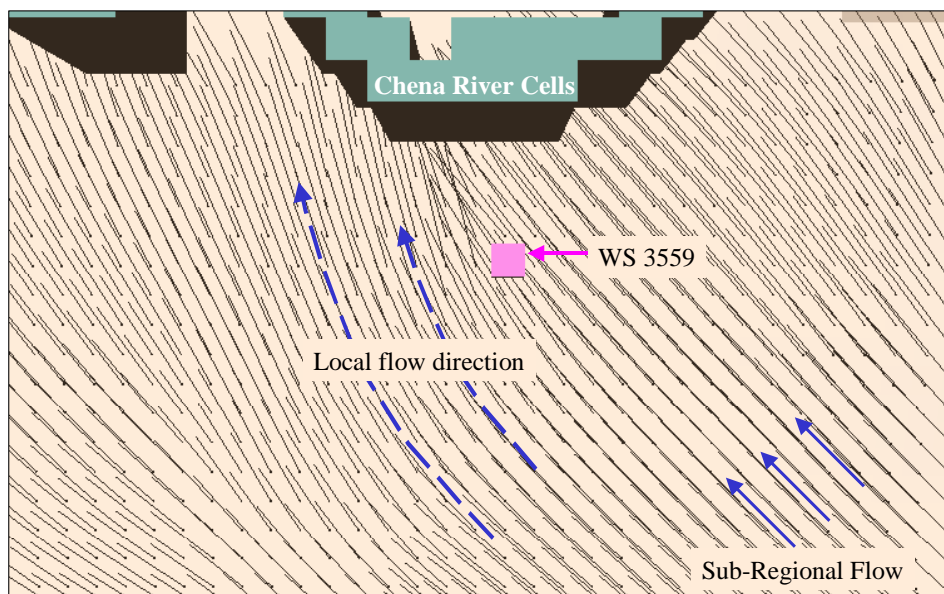 Chena River Cells
WS 3559
Local flow direction
Sub-Regional Flow